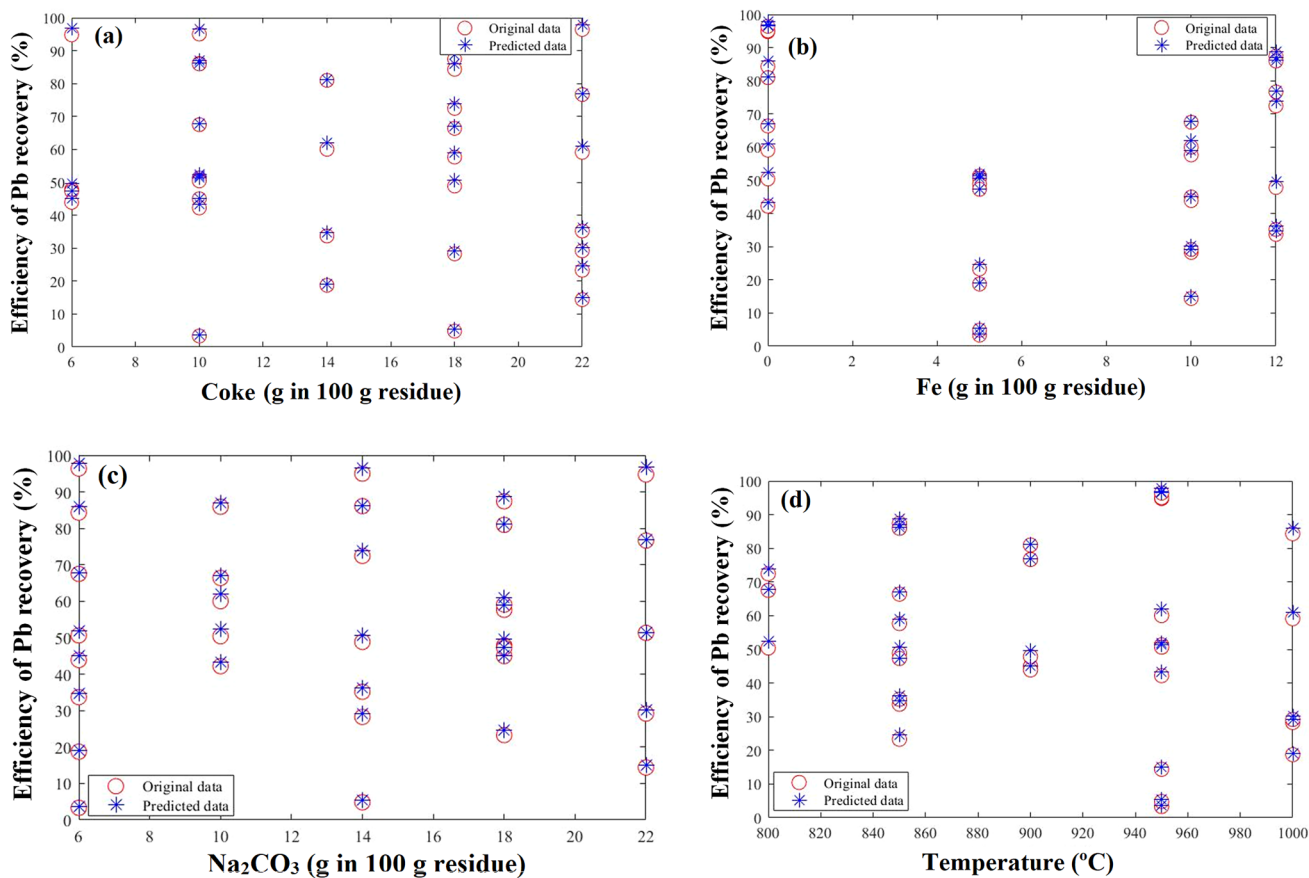 (a)
Original data
Predicted data
Efficiency of Pb recovery (%)
100
90
80
70
60
50
40
30
20
10
0
6 8 10 12 14 16 18 20 22
Coke (g in 100 g residue)
(b)
Original data
Predicted data
Efficiency of Pb recovery (%)
100
90
80
70
60
50
40
30
20
10
0
0 2 4 6 8 10 12
Fe (g in 100 g residue)
(c)
Efficiency of Pb recovery (%)
100
90
80
70
60
50
40
30
20
10
0
Original data
Predicted data
6 8 10 12 14 16 18 20 22
Na₂CO₃ (g in 100 g residue)
(d)
Efficiency of Pb recovery (%)
100
90
80
70
60
50
40
30
20
10
0
Original data
Predicted data
800 820 840 860 880 900 920 940 960 980 1000
Temperature (ºC)